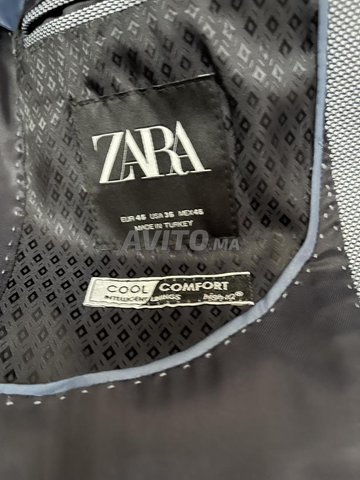 ZARA
EUR 46 USA 36 MEX 46
MADE IN TURKEY
AVITO.MA
COOL COMFORT
INTELLIGENT LININGS